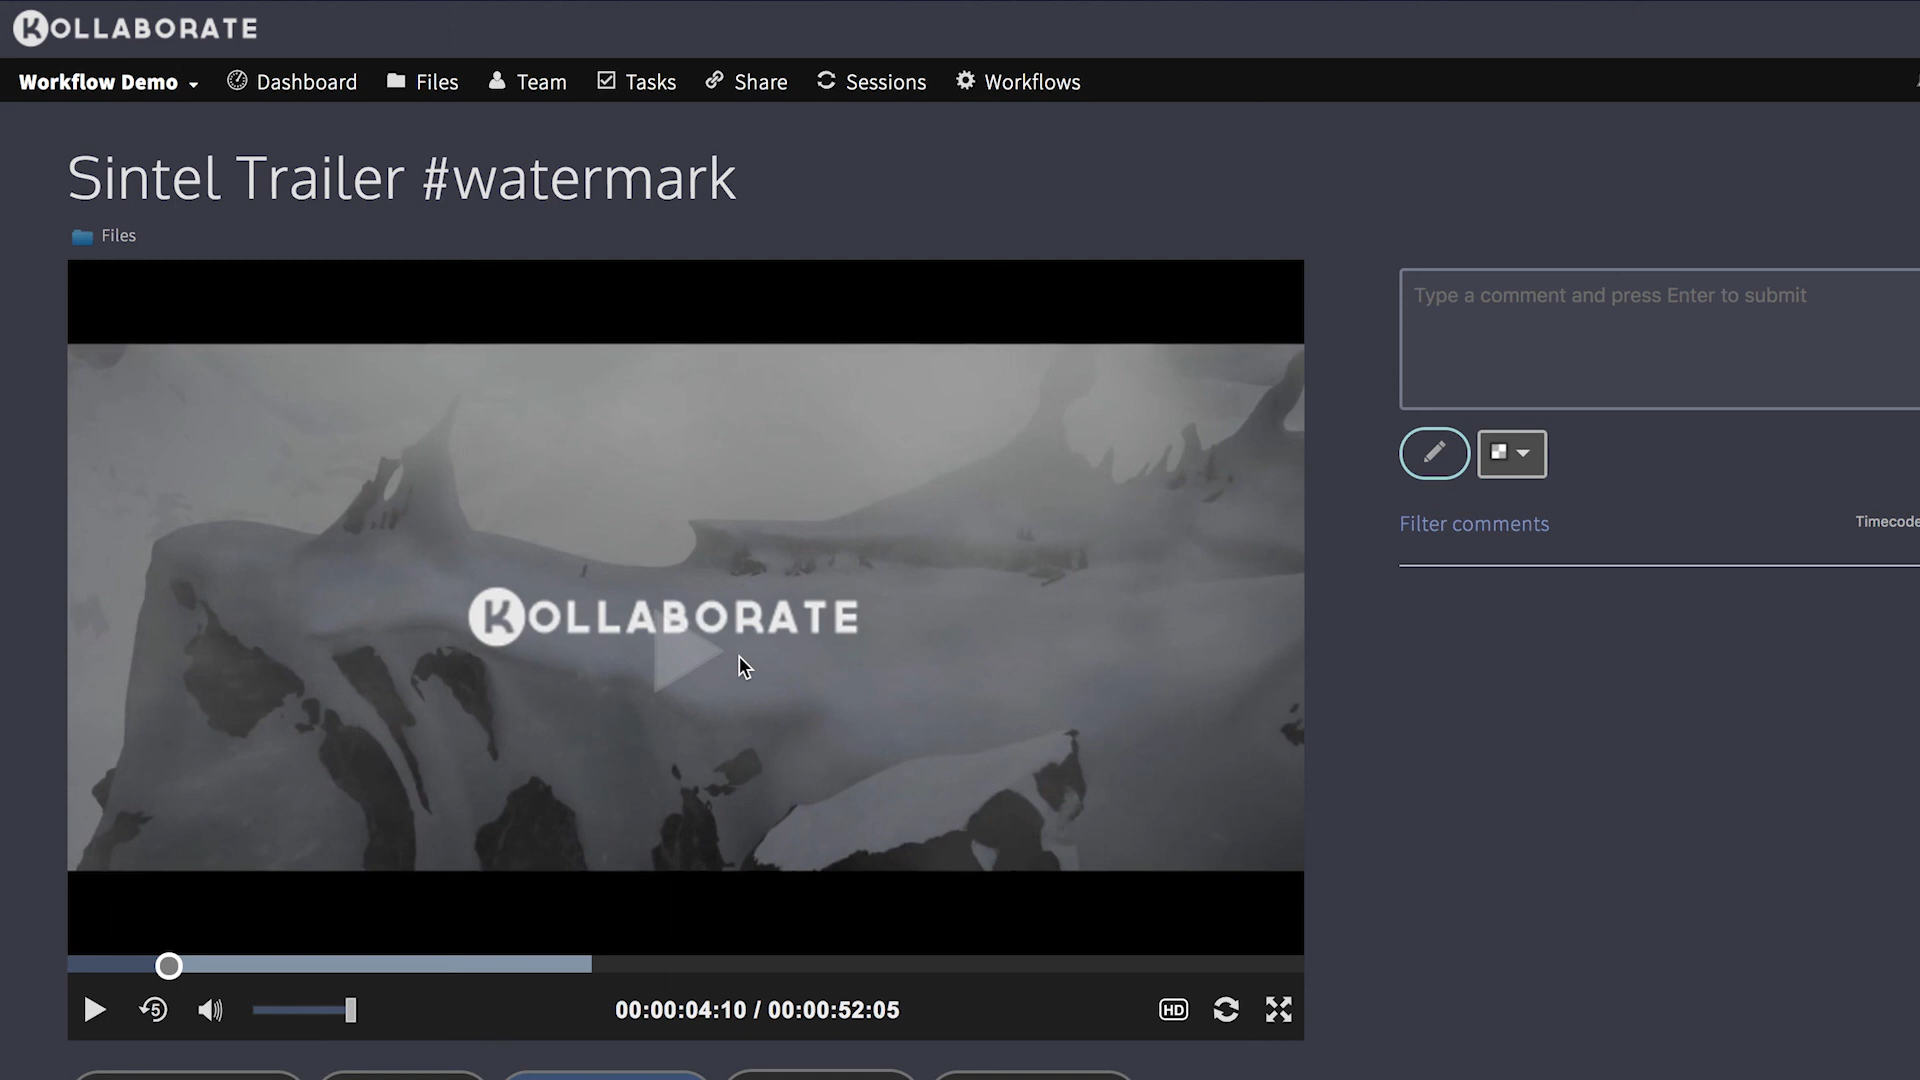 KOLLABORATE
Workflow Demo Dashboard Files Team Tasks Share Sessions Workflows
Sintel Trailer #watermark
Files
Type a comment and press Enter to submit
Filter comments
Timecode
KOLLABORATE
5
00:00:04:10 / 00:00:52:05
HD